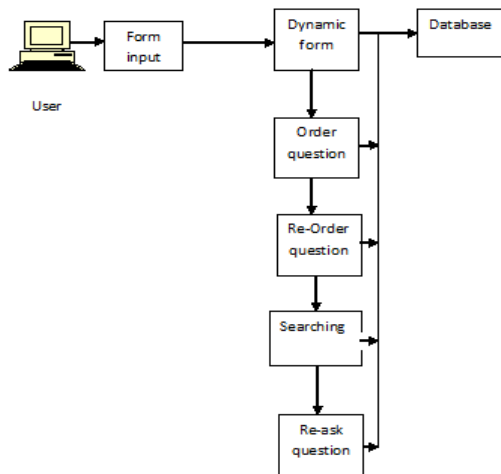 User
Form
input
Dynamic
form
Database
Order
question
Re-Order
question
Searching
Re-ask
question